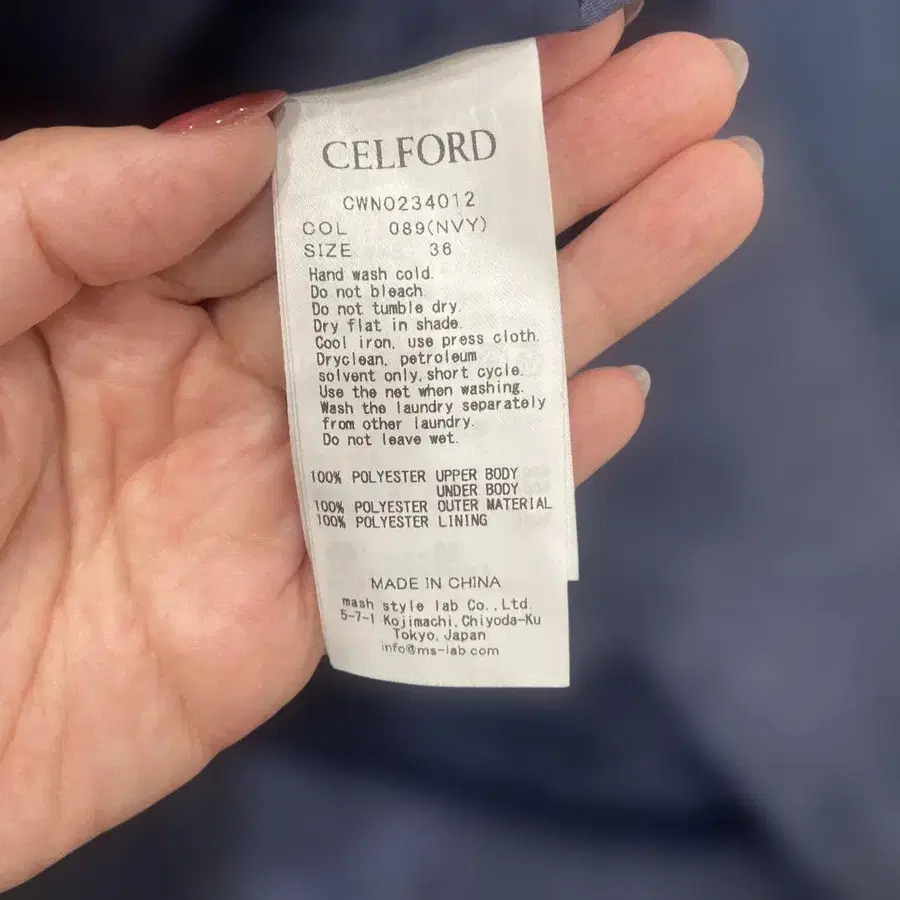 CELFORD
CWNO234012
COL 089(NVY)
SIZE 36
Hand wash cold.
Do not bleach.
Do not tumble dry.
Dry flat in shade.
Cool iron, use press cloth.
Dryclean, petroleum
solvent only, short cycle.
Use the net when washing.
Wash the laundry separately
from other laundry.
Do not leave wet.
100% POLYESTER UPPER BODY
UNDER BODY
100% POLYESTER OUTER MATERIAL
100% POLYESTER LINING
MADE IN CHINA
mash style lab Co., Ltd.
5-7-1 Kojimachi, Chiyoda-Ku
Tokyo, Japan
info@ms-lab.com